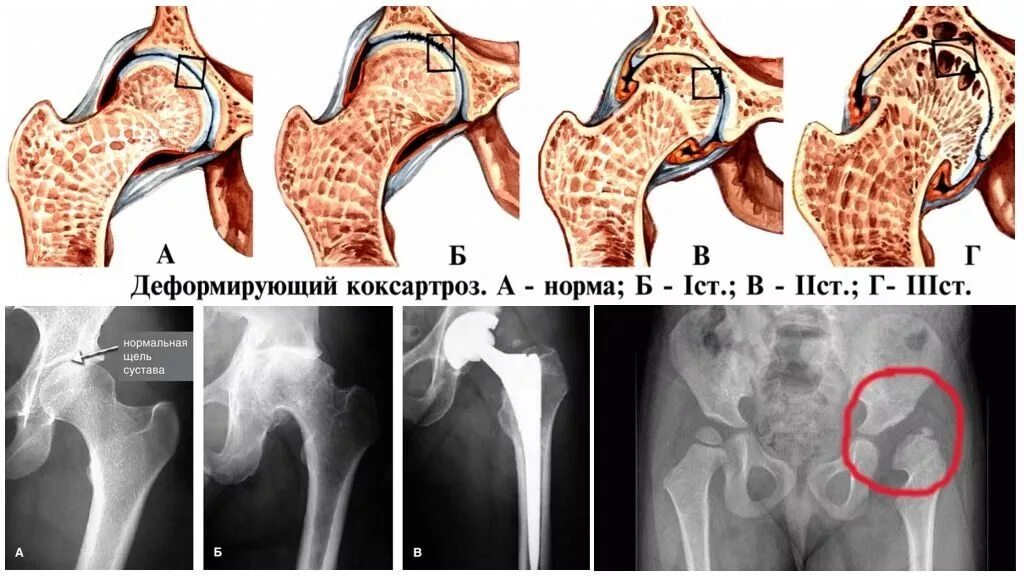 А
Б
В
Г
Деформирующий коксартроз. А - норма; Б - Iст.; В - IIст.; Г- IIIст.
нормальная
щель
сустава
А
Б
В